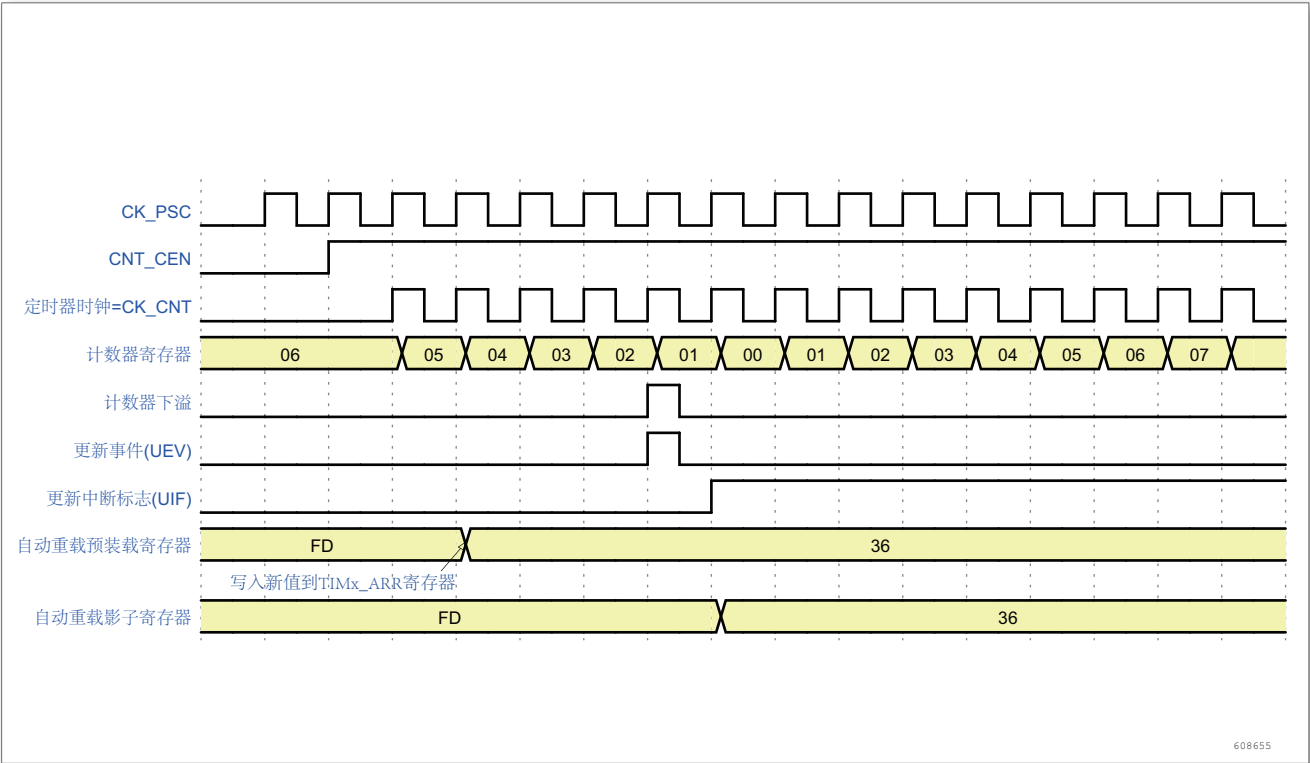 CK_PSC
CNT_CEN
定时器时钟=CK_CNT
计数器寄存器 06 05 04 03 02 01 00 01 02 03 04 05 06 07
计数器下溢
更新事件(UEV)
更新中断标志(UIF)
自动重载预装载寄存器 FD 36
写入新值到TIMx_ARR寄存器
自动重载影子寄存器 FD 36
608655